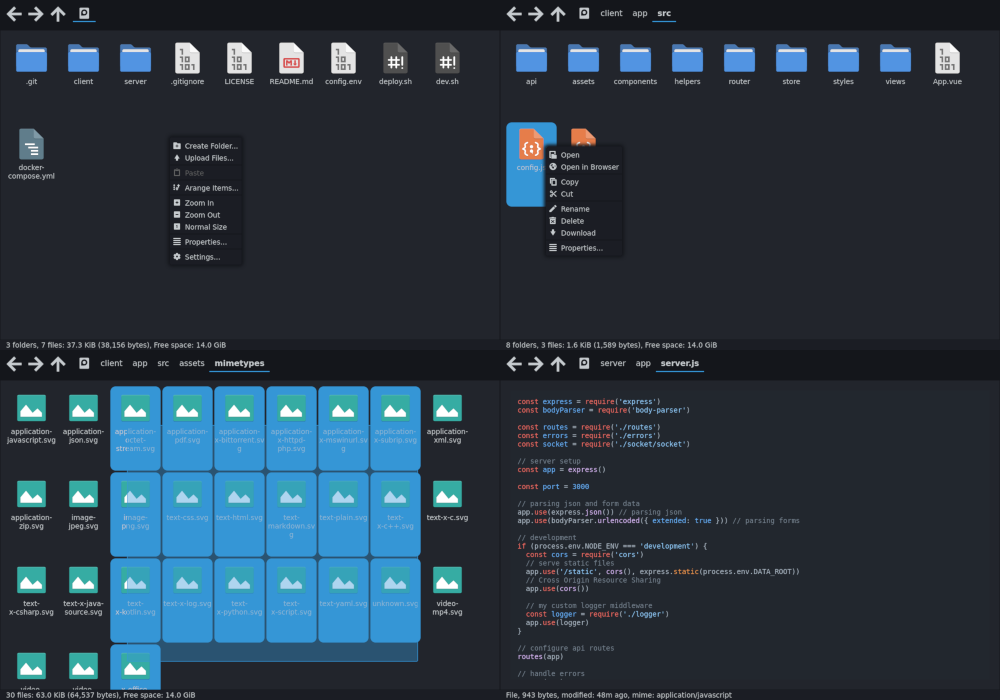 client app src
.git client server .gitignore LICENSE README.md config.env deploy.sh dev.sh
docker-
compose.yml
Create Folder...
Upload Files...
Paste
Arange Items...
Zoom In
Zoom Out
Normal Size
Properties...
Settings...
3 folders, 7 files: 37.3 KiB (38,156 bytes), Free space: 14.0 GiB
api assets components helpers router store styles views App.vue
config.j
Open
Open in Browser
Copy
Cut
Rename
Delete
Download
Properties...
8 folders, 3 files: 1.6 KiB (1,589 bytes), Free space: 14.0 GiB
client app src assets mimetypes
application-
javascript.svg
application-
json.svg
application-
octet-
stream.svg
application-
pdf.svg
application-
x-bittorrent.sv
g
application-
x-httpd-
php.svg
application-
x-mswinurl.sv
g
application-
x-subrip.svg
application-
xml.svg
application-
zip.svg
image-
jpeg.svg
image-
png.svg
text-css.svg
text-html.svg
text-
markdown.sv
g
text-plain.svg
text-
x-c++.svg
text-x-c.svg
text-
x-csharp.svg
text-x-java-
source.svg
text-
x-kotlin.svg
text-x-log.svg
text-
x-python.svg
text-
x-script.svg
text-yaml.svg
unknown.svg
video-
mp4.svg
30 files: 63.0 KiB (64,537 bytes), Free space: 14.0 GiB
server app server.js
const express = require('express')
const bodyParser = require('body-parser')
const routes = require('./routes')
const errors = require('./errors')
const socket = require('./socket/socket')
// server setup
const app = express()
const port = 3000
// parsing json and form data
app.use(express.json()) // parsing json
app.use(bodyParser.urlencoded({ extended: true })) // parsing forms
// development
if (process.env.NODE_ENV === 'development') {
const cors = require('cors')
// serve static files
app.use('/static', cors(), express.static(process.env.DATA_ROOT))
// Cross Origin Resource Sharing
app.use(cors())
// my custom logger middleware
const logger = require('./logger')
app.use(logger)
}
// configure api routes
routes(app)
// handle errors
File, 943 bytes, modified: 48m ago, mime: application/javascript